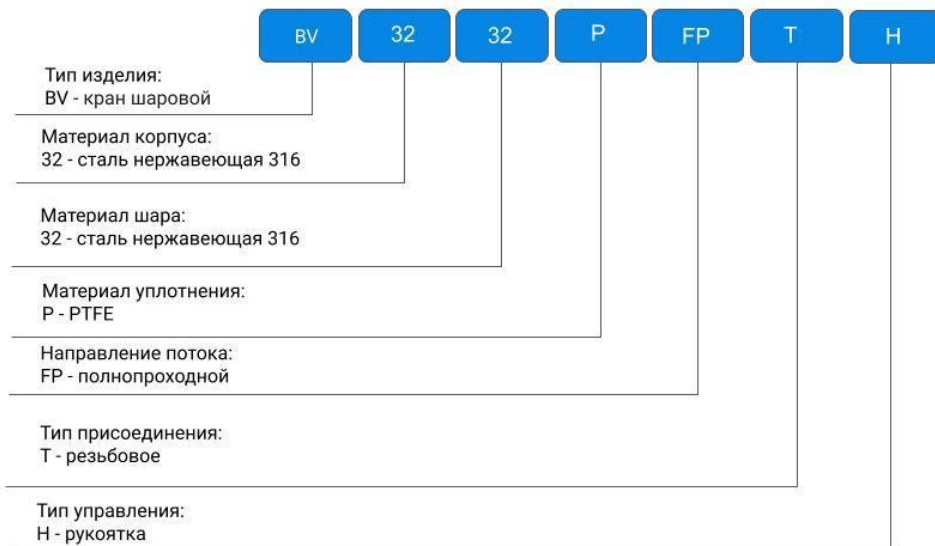 BV 32 32 P FP T H
Тип изделия:
BV - кран шаровой
Материал корпуса:
32 - сталь нержавеющая 316
Материал шара:
32 - сталь нержавеющая 316
Материал уплотнения:
P - PTFE
Направление потока:
FP - полнопроходной
Тип присоединения:
T - резьбовое
Тип управления:
H - рукоятка